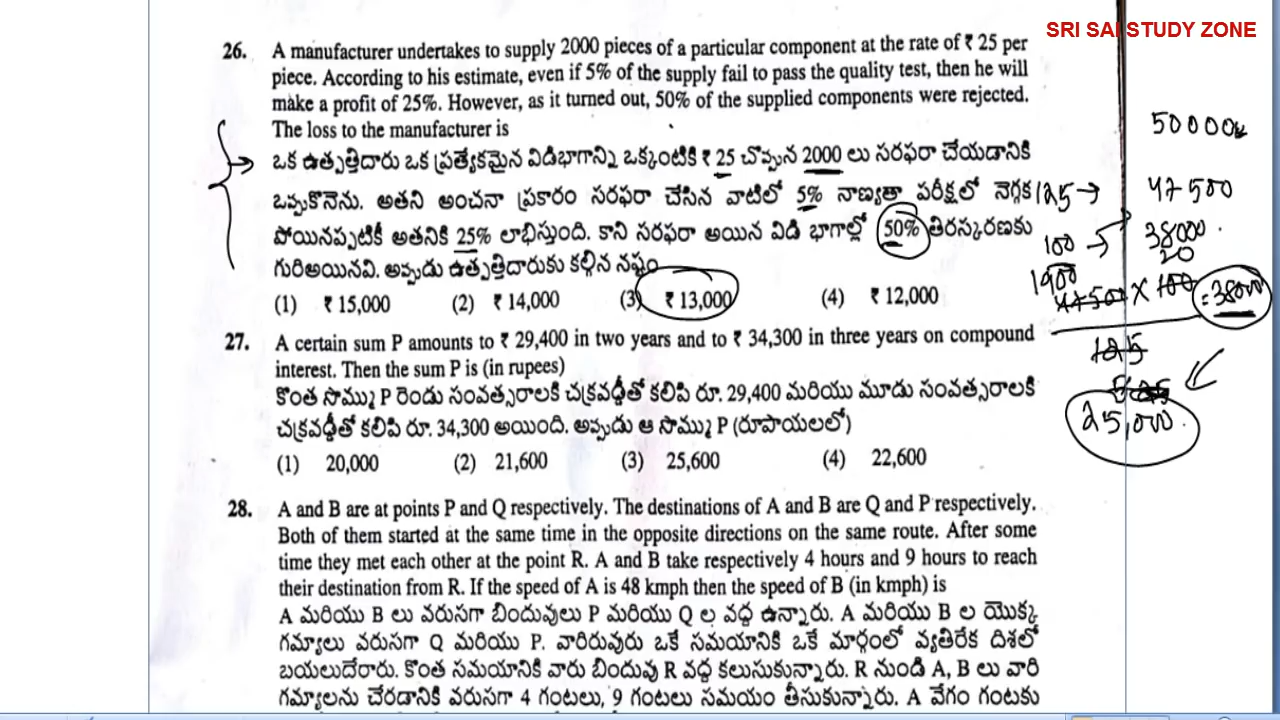 SRI SAI STUDY ZONE
26. A manufacturer undertakes to supply 2000 pieces of a particular component at the rate of ₹ 25 per
piece. According to his estimate, even if 5% of the supply fail to pass the quality test, then he will
make a profit of 25%. However, as it turned out, 50% of the supplied components were rejected.
The loss to the manufacturer is
ఒక ఉత్పత్తిదారు ఒక ప్రత్యేకమైన విడిభాగాన్ని ఒక్కంటికి ₹ 25 చొప్పున 2000 లు సరఫరా చేయడానికి
ఒప్పుకొనెను. అతని అంచనా ప్రకారం సరఫరా చేసిన వాటిలో 5% నాణ్యతా పరీక్షలో నెగ్గక
పోయినప్పటికీ అతనికి 25% లాభిస్తుంది. కాని సరఫరా అయిన విడి భాగాల్లో 50% తిరస్కరణకు
గురిఅయినవి. అప్పుడు ఉత్పత్తిదారుకు కల్గిన నష్టం
(1) ₹ 15,000 (2) ₹ 14,000 (3) ₹ 13,000 (4) ₹ 12,000
50000
125 → 47500
100 → 38000
20
1900
47500 × 100 = 38000
125
25,000
27. A certain sum P amounts to ₹ 29,400 in two years and to ₹ 34,300 in three years on compound
interest. Then the sum P is (in rupees)
కొంత సొమ్ము P రెండు సంవత్సరాలకి చక్రవడ్డీతో కలిపి రూ. 29,400 మరియు మూడు సంవత్సరాలకి
చక్రవడ్డీతో కలిపి రూ. 34,300 అయింది. అప్పుడు ఆ సొమ్ము P (రూపాయలలో)
(1) 20,000 (2) 21,600 (3) 25,600 (4) 22,600
28. A and B are at points P and Q respectively. The destinations of A and B are Q and P respectively.
Both of them started at the same time in the opposite directions on the same route. After some
time they met each other at the point R. A and B take respectively 4 hours and 9 hours to reach
their destination from R. If the speed of A is 48 kmph then the speed of B (in kmph) is
A మరియు B లు వరుసగా బిందువులు P మరియు Q ల వద్ద ఉన్నారు. A మరియు B ల యొక్క
గమ్యాలు వరుసగా Q మరియు P. వారిరువురు ఒకే సమయానికి ఒకే మార్గంలో వ్యతిరేక దిశలో
బయలుదేరారు. కొంత సమయానికి వారు బిందువు R వద్ద కలుసుకున్నారు. R నుండి A, B లు వారి
గమ్యాలను చేరడానికి వరుసగా 4 గంటలు, 9 గంటలు సమయం తీసుకున్నారు. A వేగం గంటకు